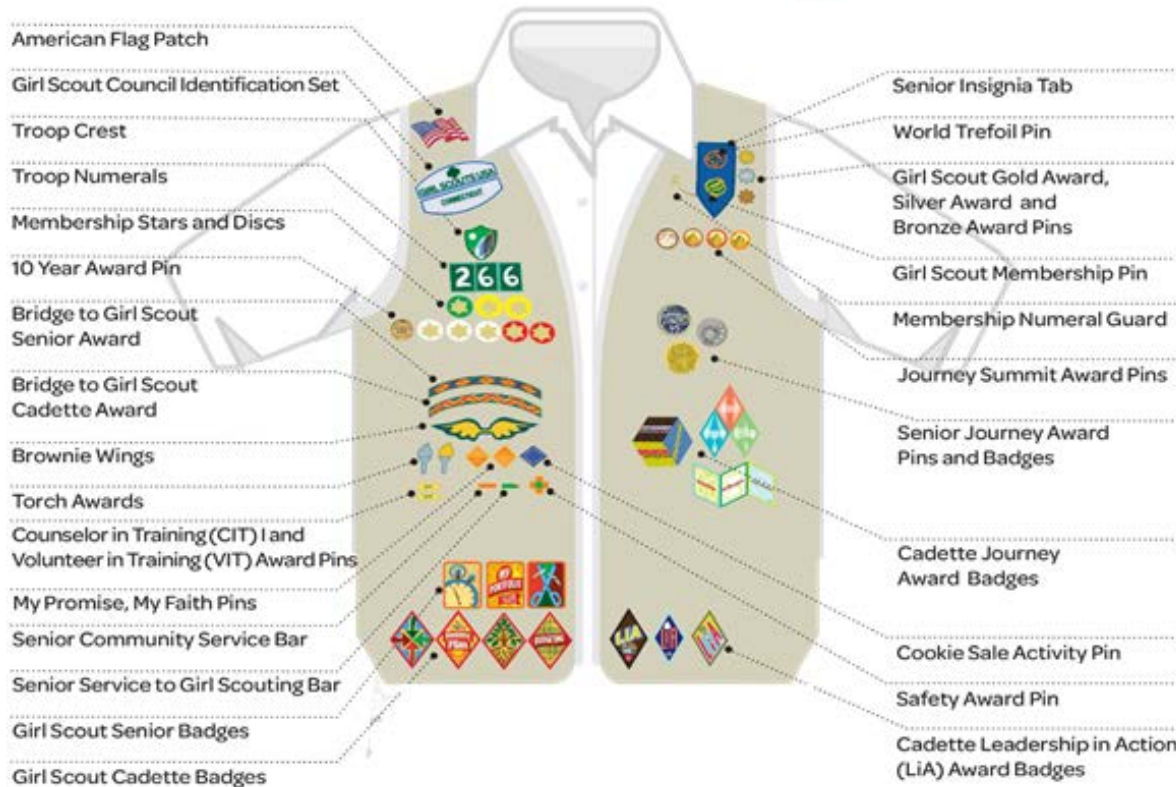 American Flag Patch
Girl Scout Council Identification Set
Troop Crest
Troop Numerals
Membership Stars and Discs
10 Year Award Pin
Bridge to Girl Scout
Senior Award
Bridge to Girl Scout
Cadette Award
Brownie Wings
Torch Awards
Counselor in Training (CIT) I and
Volunteer in Training (VIT) Award Pins
My Promise, My Faith Pins
Senior Community Service Bar
Senior Service to Girl Scouting Bar
Girl Scout Senior Badges
Girl Scout Cadette Badges
GIRL SCOUTS USA
CONNECTICUT
266
MY
PORTFOLIO
LiA
Senior Insignia Tab
World Trefoil Pin
Girl Scout Gold Award,
Silver Award and
Bronze Award Pins
Girl Scout Membership Pin
Membership Numeral Guard
Journey Summit Award Pins
Senior Journey Award
Pins and Badges
Cadette Journey
Award Badges
Cookie Sale Activity Pin
Safety Award Pin
Cadette Leadership in Action
(LiA) Award Badges